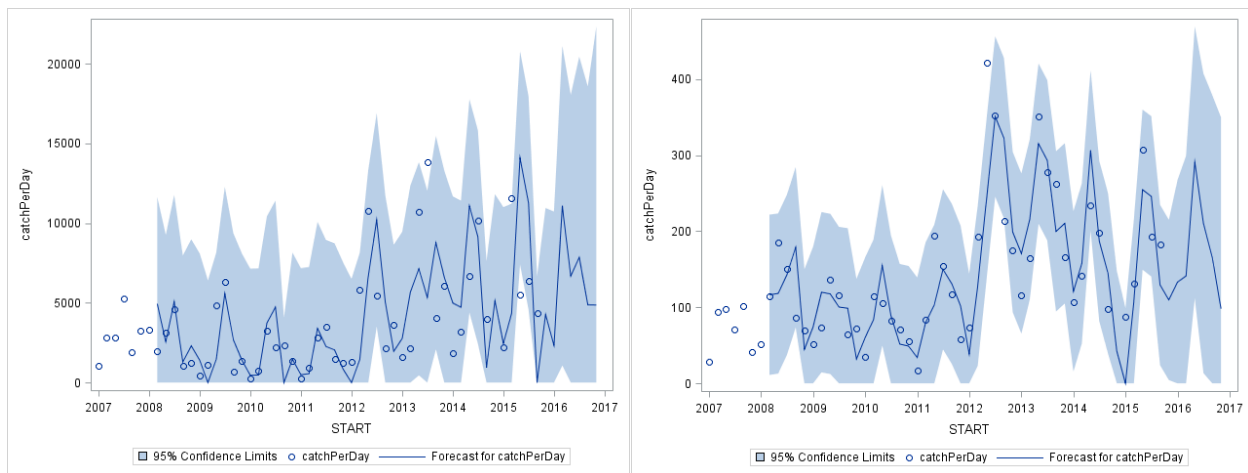 20000
15000
10000
5000
0
catchPerDay
2007 2008 2009 2010 2011 2012 2013 2014 2015 2016 2017
START
95% Confidence Limits catchPerDay Forecast for catchPerDay
400
300
200
100
0
catchPerDay
2007 2008 2009 2010 2011 2012 2013 2014 2015 2016 2017
START
95% Confidence Limits catchPerDay Forecast for catchPerDay